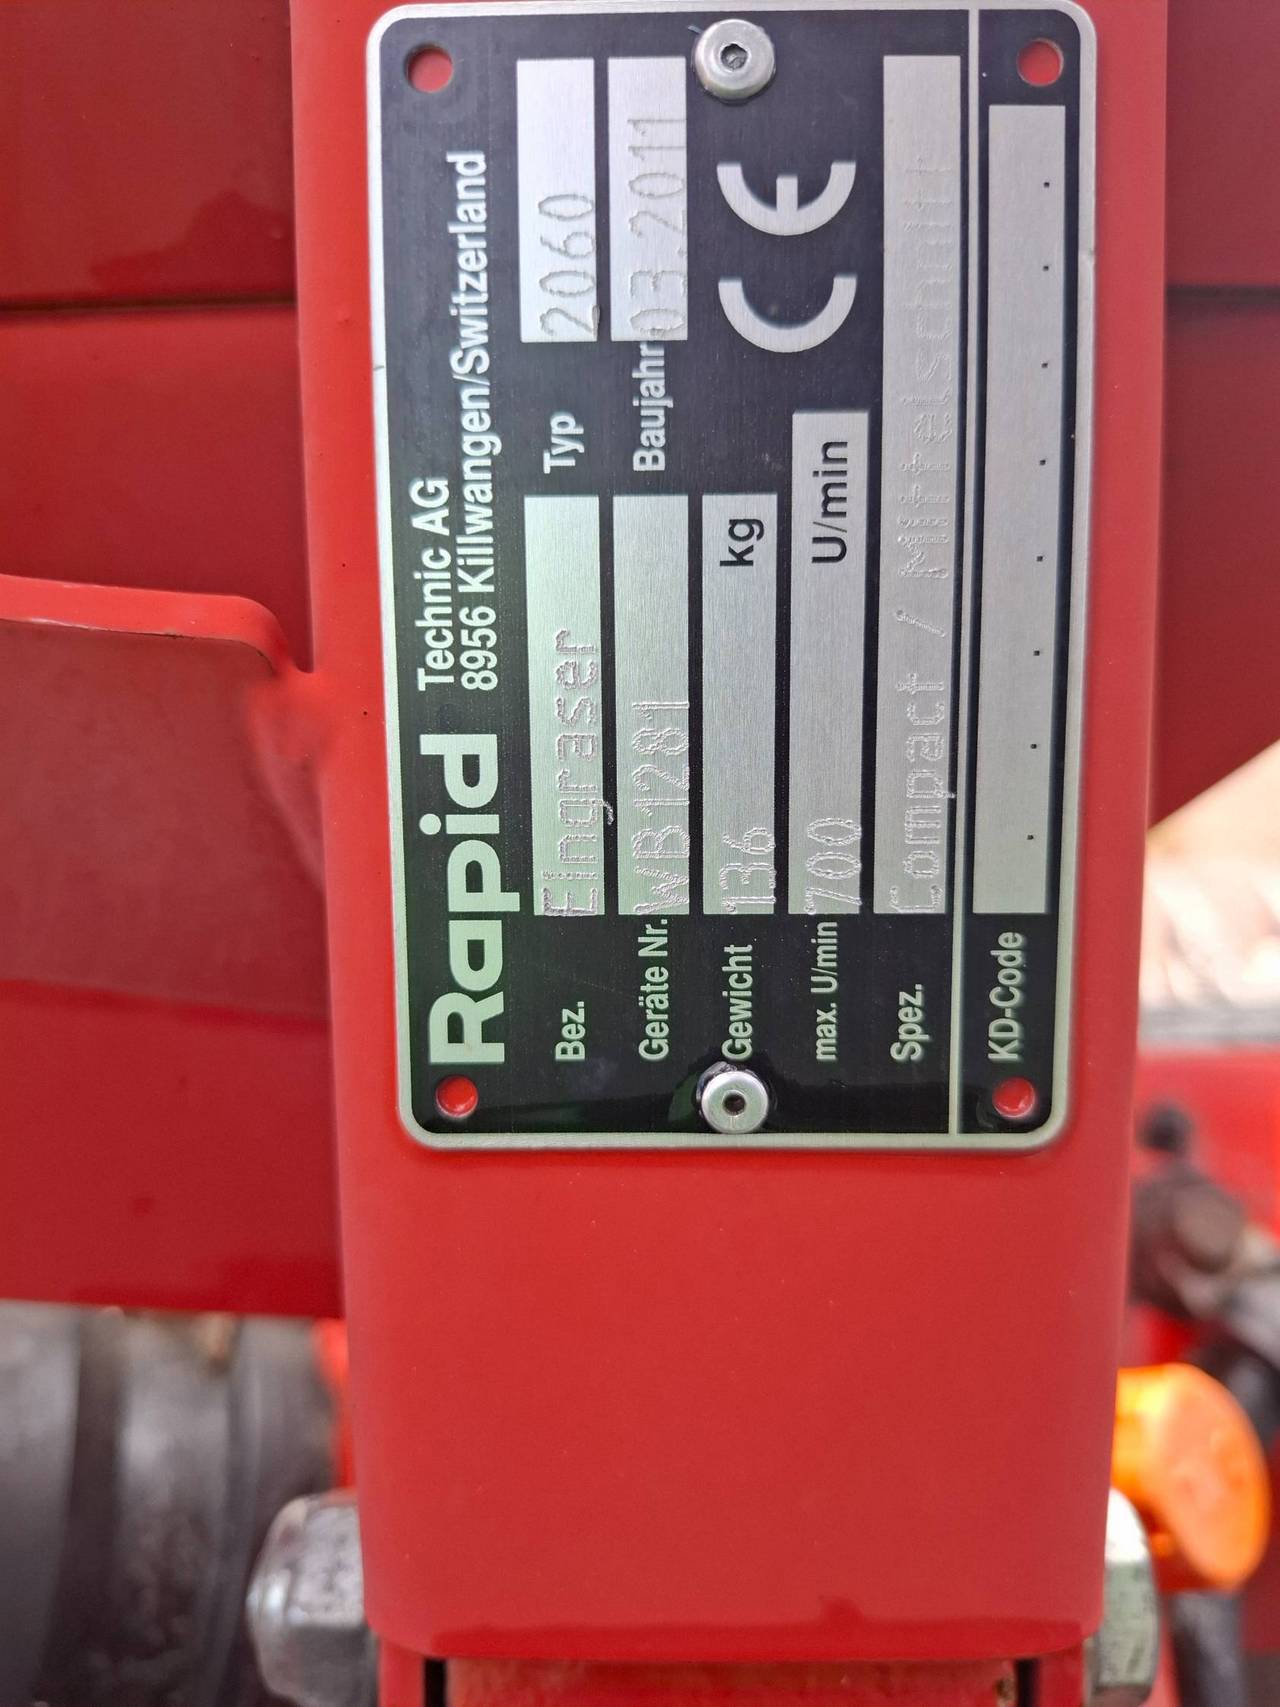 Rapid Technic AG
8956 Killwangen/Switzerland
Bez. Eingraser Typ 2060
Geräte Nr. WB1281 Baujahr 03.2011
Gewicht 136 kg
max. U/min 700 U/min
CE
Spez. Compact / Mittelschnitt
KD-Code